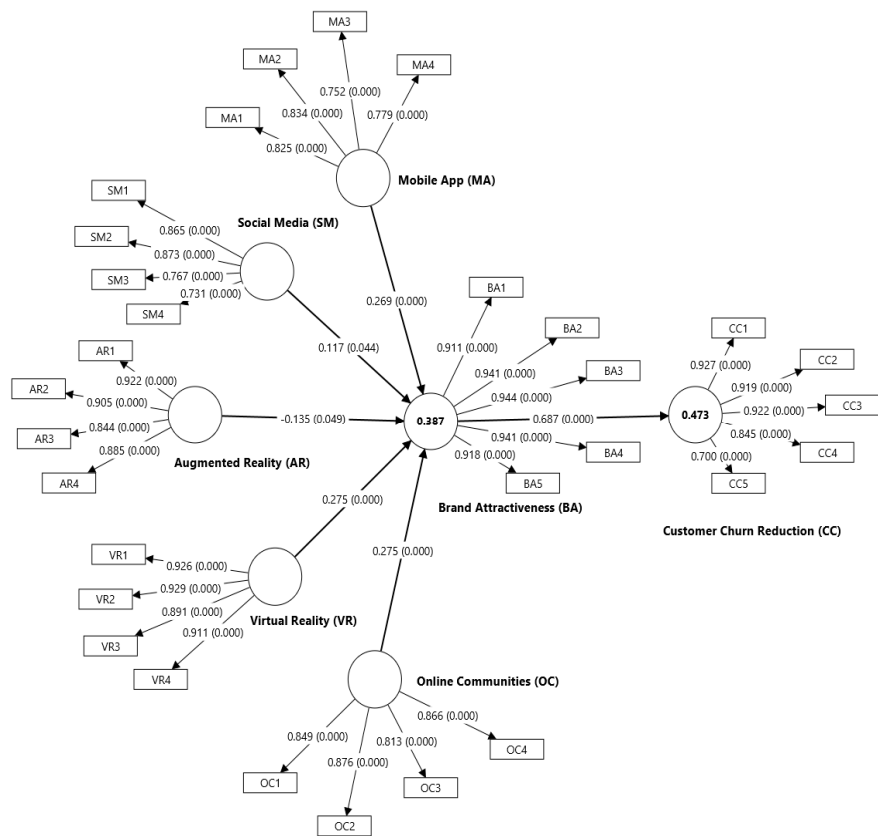 MA3
MA2
MA4
0.752 (0.000)
0.834 (0.000)
0.779 (0.000)
MA1
0.825 (0.000)
Mobile App (MA)
SM1
Social Media (SM)
0.865 (0.000)
SM2
0.873 (0.000)
SM3
0.767 (0.000)
0.731 (0.000)
SM4
0.269 (0.000)
BA1
0.117 (0.044)
0.911 (0.000)
BA2
CC1
AR1
0.922 (0.000)
0.941 (0.000)
BA3
0.927 (0.000)
CC2
AR2
0.905 (0.000)
0.944 (0.000)
0.919 (0.000)
-0.135 (0.049)
0.387
0.687 (0.000)
0.473
0.922 (0.000)
CC3
AR3
0.844 (0.000)
0.941 (0.000)
0.845 (0.000)
0.885 (0.000)
0.918 (0.000)
BA4
0.700 (0.000)
CC4
Augmented Reality (AR)
AR4
BA5
CC5
0.275 (0.000)
Brand Attractiveness (BA)
Customer Churn Reduction (CC)
0.275 (0.000)
VR1
0.926 (0.000)
0.929 (0.000)
VR2
0.891 (0.000)
0.911 (0.000)
Virtual Reality (VR)
VR3
VR4
Online Communities (OC)
0.866 (0.000)
0.849 (0.000)
0.813 (0.000)
OC4
0.876 (0.000)
OC1
OC3
OC2